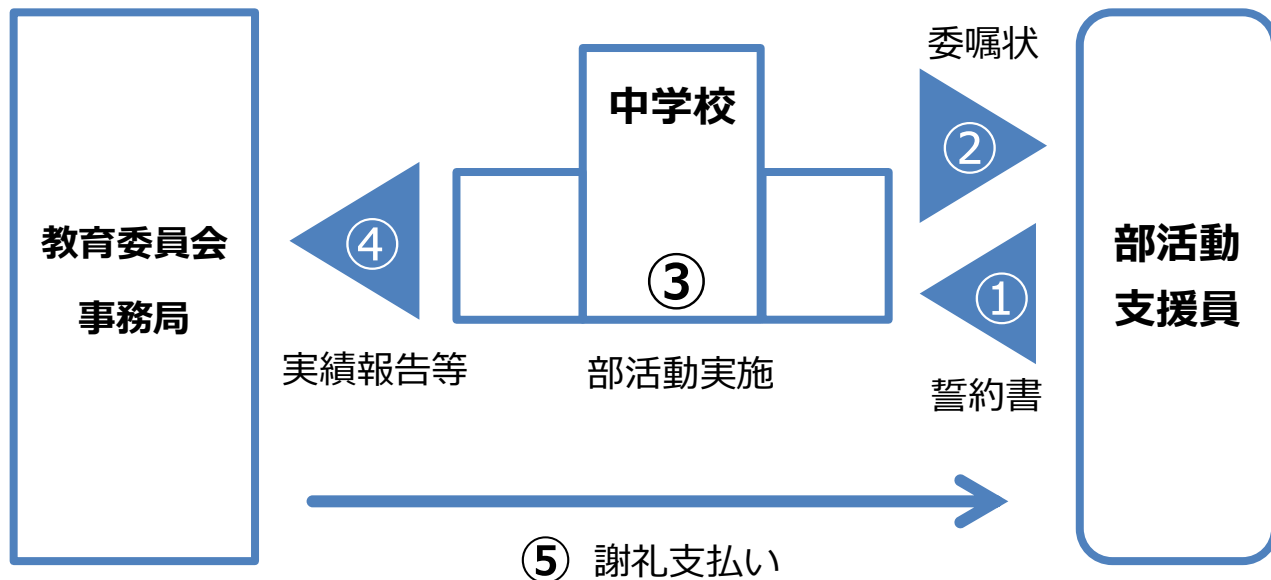 委嘱状
中学校
②
教育委員会
事務局
④
部活動
支援員
③
①
実績報告等
部活動実施
誓約書
⑤ 謝礼支払い